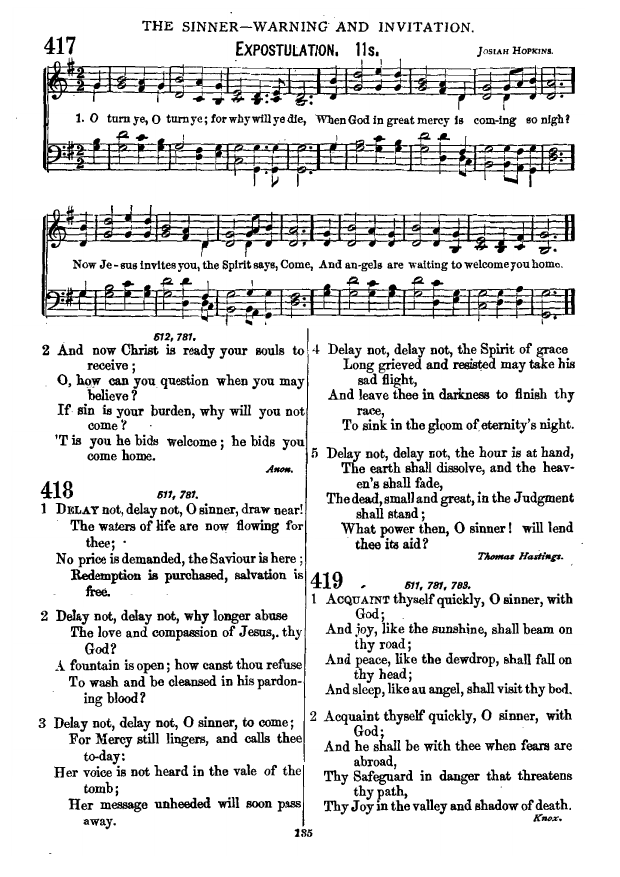 THE SINNER—WARNING AND INVITATION.
417
EXPOSTULATION. 11s.
JOSIAH HOPKINS.
1. O turn ye, O turn ye; for why will ye die, When God in great mercy is com-ing so nigh?
Now Je-sus invites you, the Spirit says, Come, And an-gels are waiting to welcome you home.
512, 781.
2 And now Christ is ready your souls to
receive;
O, how can you question when you may
believe?
If sin is your burden, why will you not
come?
'T is you he bids welcome; he bids you
come home.
Anon.
418
511, 781.
1 DELAY not, delay not, O sinner, draw near!
The waters of life are now flowing for
thee;
No price is demanded, the Saviour is here;
Redemption is purchased, salvation is
free.
2 Delay not, delay not, why longer abuse
The love and compassion of Jesus, thy
God?
A fountain is open; how canst thou refuse
To wash and be cleansed in his pardon-
ing blood?
3 Delay not, delay not, O sinner, to come;
For Mercy still lingers, and calls thee
to-day:
Her voice is not heard in the vale of the
tomb;
Her message unheeded will soon pass
away.
4 Delay not, delay not, the Spirit of grace
Long grieved and resisted may take his
sad flight,
And leave thee in darkness to finish thy
race,
To sink in the gloom of eternity's night.
5 Delay not, delay not, the hour is at hand,
The earth shall dissolve, and the heav-
en's shall fade,
The dead, small and great, in the Judgment
shall stand;
What power then, O sinner! will lend
thee its aid?
Thomas Hastings.
419
511, 781, 783.
1 ACQUAINT thyself quickly, O sinner, with
God;
And joy, like the sunshine, shall beam on
thy road;
And peace, like the dewdrop, shall fall on
thy head;
And sleep, like an angel, shall visit thy bed.
2 Acquaint thyself quickly, O sinner, with
God;
And he shall be with thee when fears are
abroad,
Thy Safeguard in danger that threatens
thy path,
Thy Joy in the valley and shadow of death.
Knox.
135